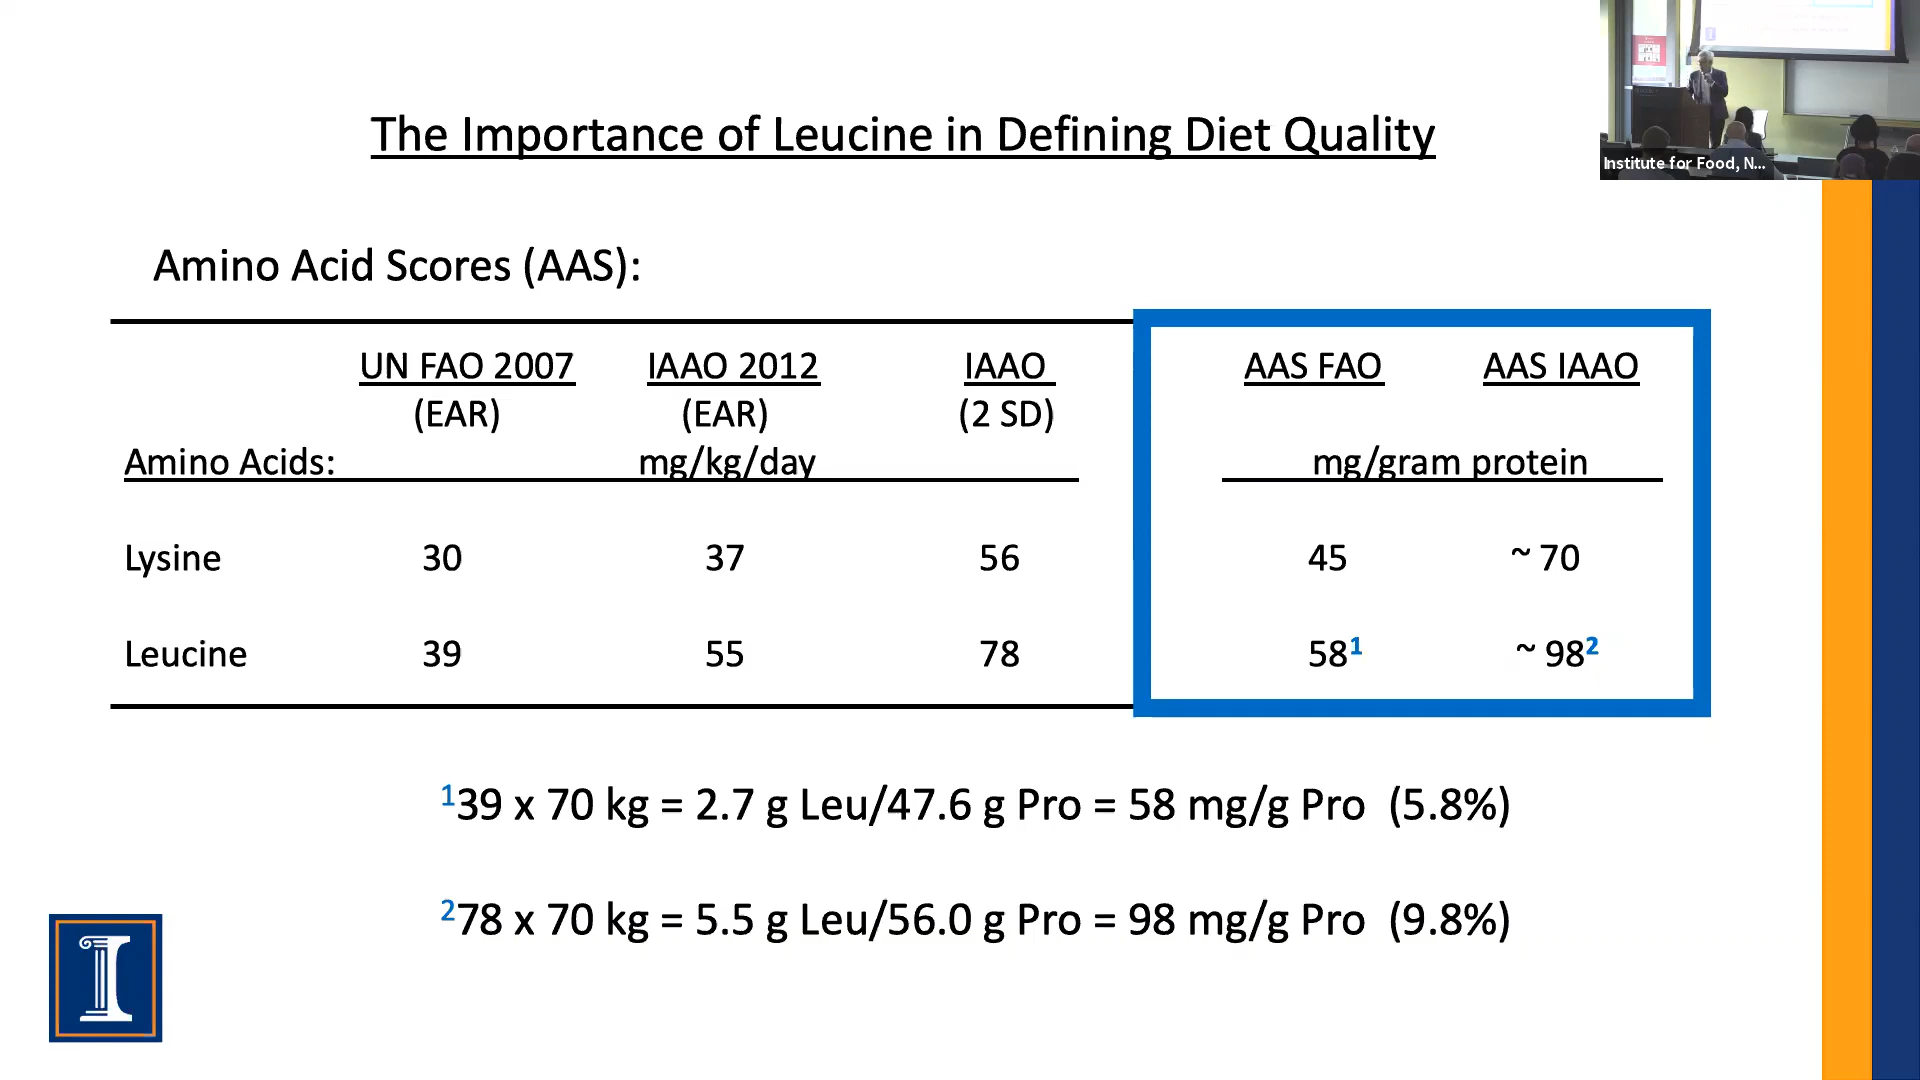 The Importance of Leucine in Defining Diet Quality
Institute for Food, N...
Amino Acid Scores (AAS):
UN FAO 2007 IAAO 2012 IAAO AAS FAO AAS IAAO
(EAR) (EAR) (2 SD)
Amino Acids: mg/kg/day mg/gram protein
Lysine 30 37 56 45 ~ 70
Leucine 39 55 78 58¹ ~ 98²
¹39 x 70 kg = 2.7 g Leu/47.6 g Pro = 58 mg/g Pro (5.8%)
²78 x 70 kg = 5.5 g Leu/56.0 g Pro = 98 mg/g Pro (9.8%)
I